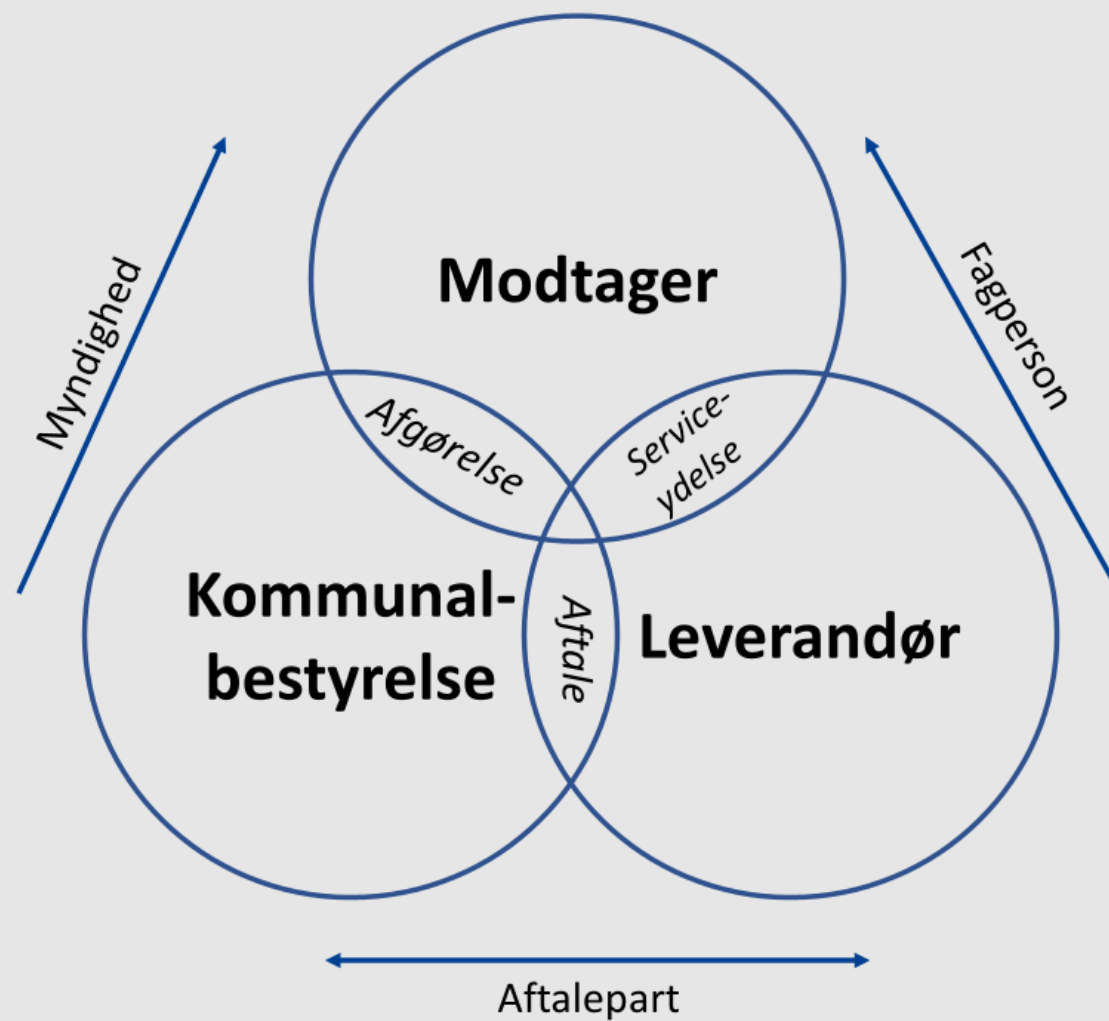 Modtager
Myndighed
Fagperson
Afgørelse
Service-
ydelse
Kommunal-
bestyrelse
Aftale
Leverandør
Aftalepart